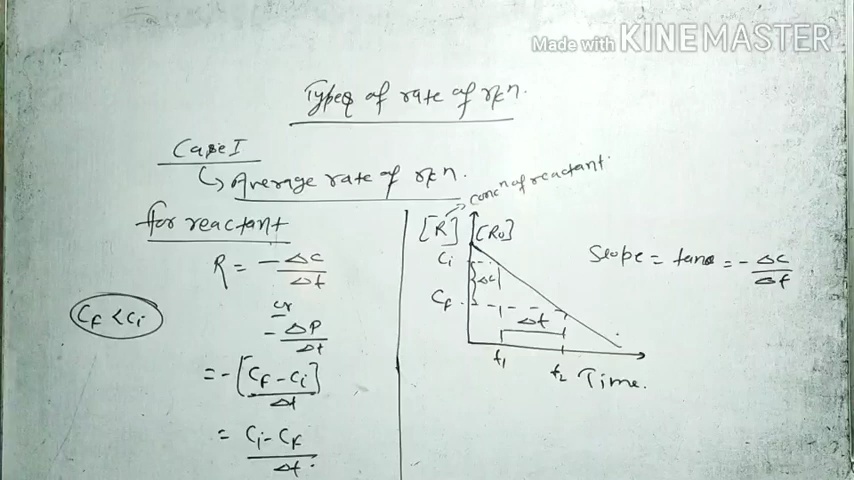 Made with KINEMASTER
Types of rate of rxn.
Case I
↳ Average rate of rxn.
for reactant
R = -Δc/Δt
or
-ΔP/Δt
= -[Cf - Ci]/Δt
= Ci - Cf/Δt.
Cf < Ci
[R] → concn of reactant.
[R₀]
Ci
Δc
Cf
Δt
t1
t2
Time.
Slope = tanθ = -Δc/Δt